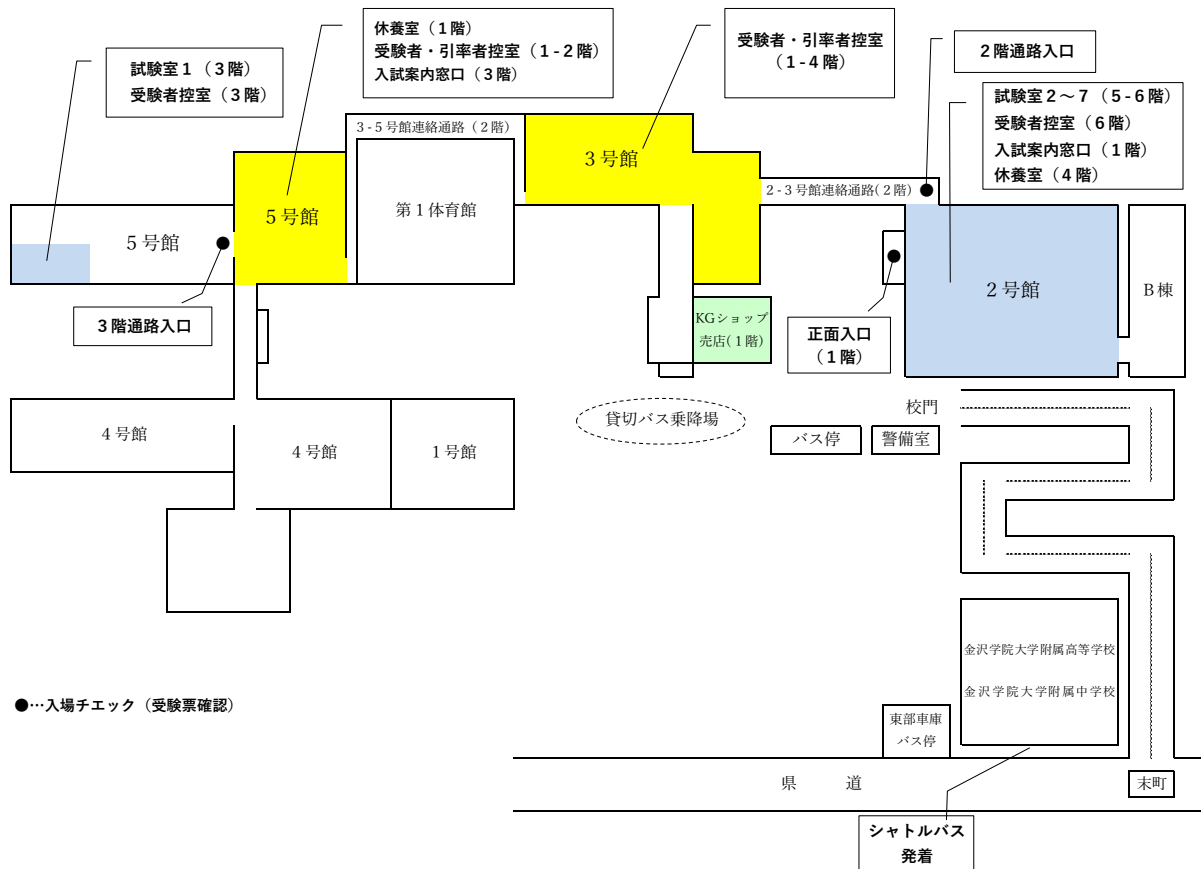 試験室１（３階）
受験者控室（３階）
休養室（１階）
受験者・引率者控室（１-２階）
入試案内窓口（３階）
受験者・引率者控室
（１-４階）
２階通路入口
試験室２～７（５-６階）
受験者控室（６階）
入試案内窓口（１階）
休養室（４階）
３-５号館連絡通路（２階）
３号館
２-３号館連絡通路(２階)
５号館
５号館
第１体育館
２号館
Ｂ棟
３階通路入口
KGショップ
売店(１階)
正面入口
（１階）
貸切バス乗降場
校門
バス停
警備室
４号館
４号館
１号館
金沢学院大学附属高等学校
金沢学院大学附属中学校
●…入場チエック（受験票確認）
東部車庫
バス停
県　道
末町
シャトルバス
発着